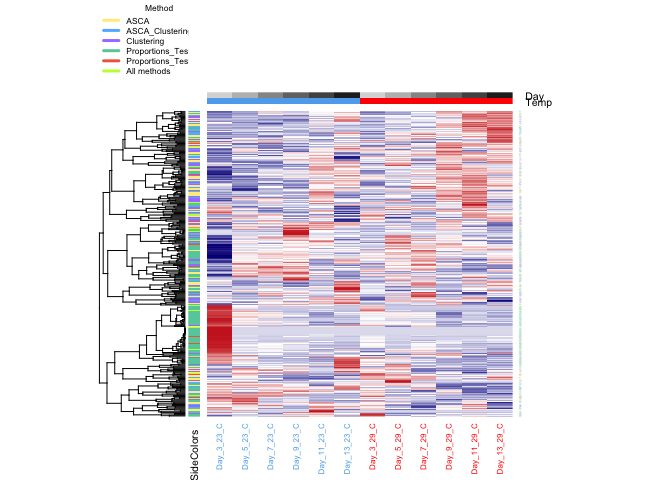 Method
ASCA
ASCA_Clusterin
Clustering
Proportions_Tes
Proportions_Tes
All methods
Day
Temp
SideColors
Day_3_23_C
Day_5_23_C
Day_7_23_C
Day_9_23_C
Day_11_23_C
Day_13_23_C
Day_3_29_C
Day_5_29_C
Day_7_29_C
Day_9_29_C
Day_11_29_C
Day_13_29_C